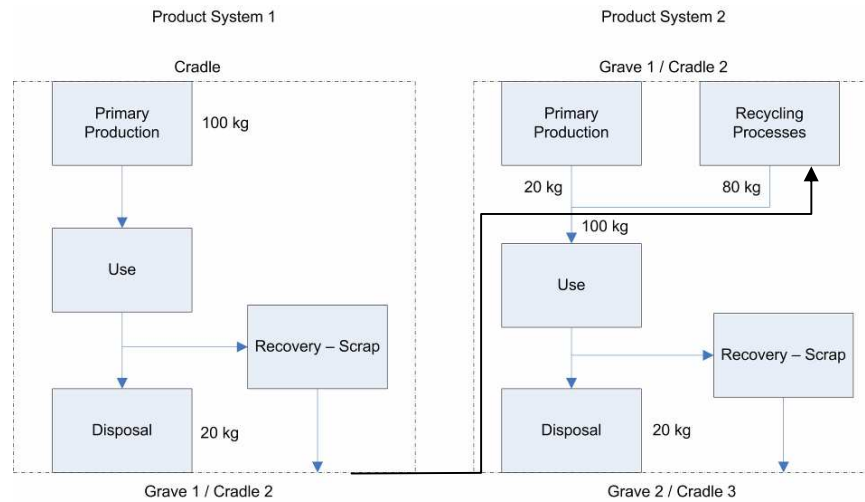 Product System 1
Cradle
Primary
Production
100 kg
Use
Recovery – Scrap
Disposal
20 kg
Grave 1 / Cradle 2
Product System 2
Grave 1 / Cradle 2
Primary
Production
Recycling
Processes
20 kg
80 kg
100 kg
Use
Recovery – Scrap
Disposal
20 kg
Grave 2 / Cradle 3